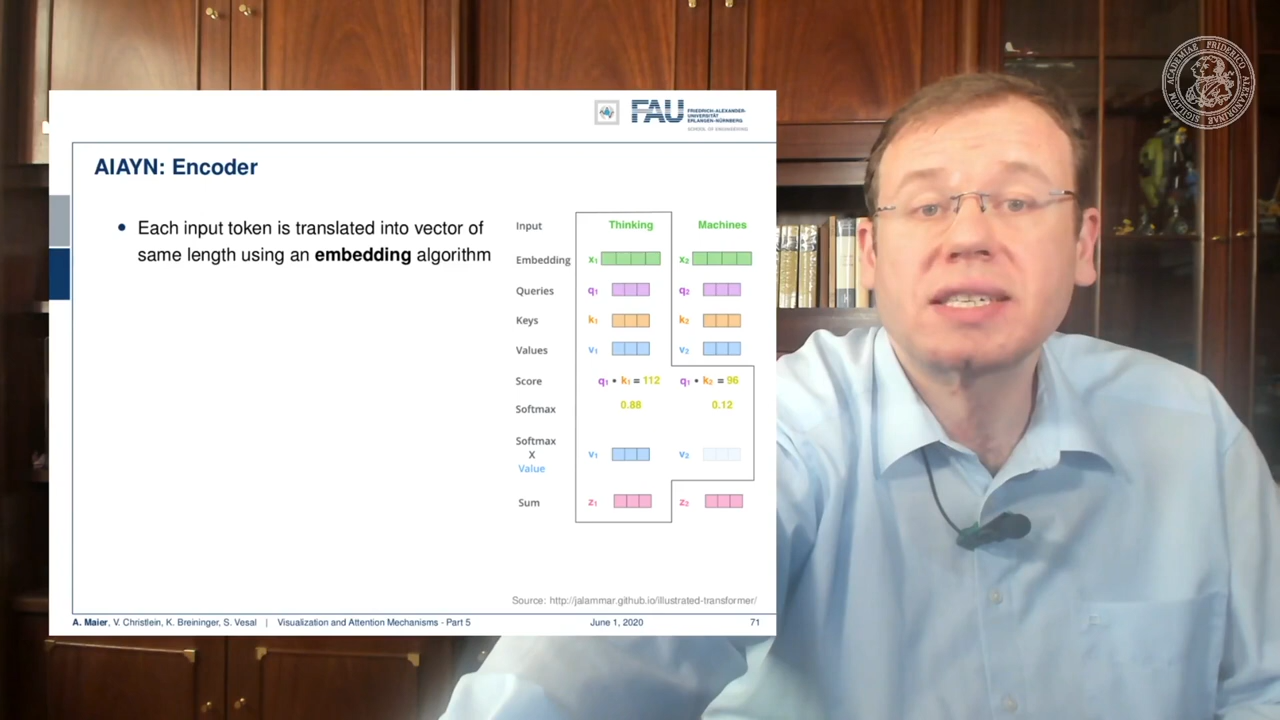 FAU FRIEDRICH-ALEXANDER-
UNIVERSITÄT
ERLANGEN-NÜRNBERG
SCHOOL OF ENGINEERING
AIAYN: Encoder
• Each input token is translated into vector of
same length using an embedding algorithm
Input Thinking Machines
Embedding x1 x2
Queries q1 q2
Keys k1 k2
Values v1 v2
Score q1 • k1 = 112 q1 • k2 = 96
Softmax 0.88 0.12
Softmax
X
Value
v1 v2
Sum z1 z2
Source: http://jalammar.github.io/illustrated-transformer/
A. Maier, V. Christlein, K. Breininger, S. Vesal | Visualization and Attention Mechanisms - Part 5 June 1, 2020 71
ACADEMIAE FRIDERICO ALEXANDRINAE SIGILLUM